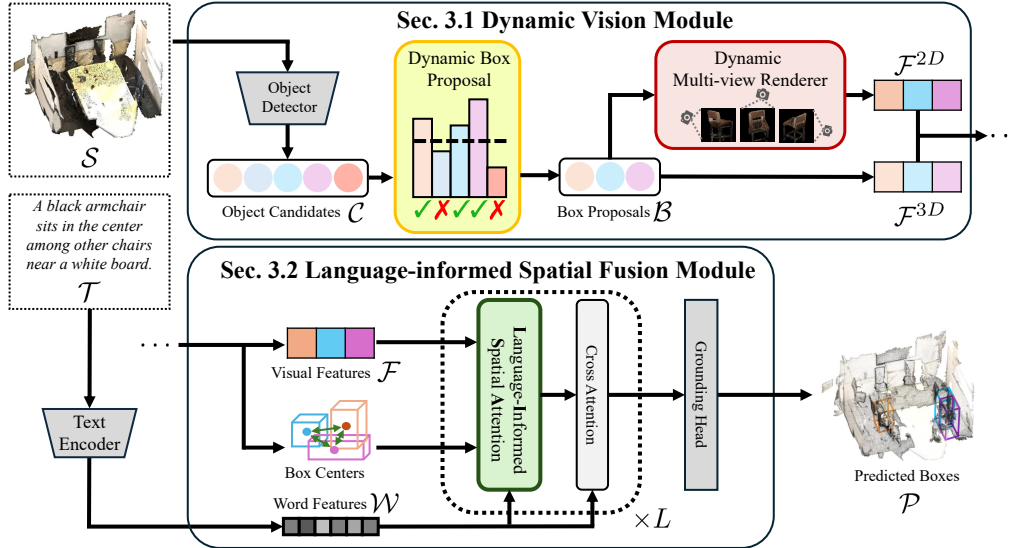 Sec. 3.1 Dynamic Vision Module
S
Object
Detector
Object Candidates C
Dynamic Box
Proposal
✓✗✓✓✗
Box Proposals B
Dynamic
Multi-view Renderer
F^{2D}
F^{3D}
...
A black armchair
sits in the center
among other chairs
near a white board.
T
Text
Encoder
Sec. 3.2 Language-informed Spatial Fusion Module
...
Visual Features F
Box Centers
Word Features W
Language-Informed
Spatial Attention
Cross Attention
×L
Grounding Head
Predicted Boxes
P